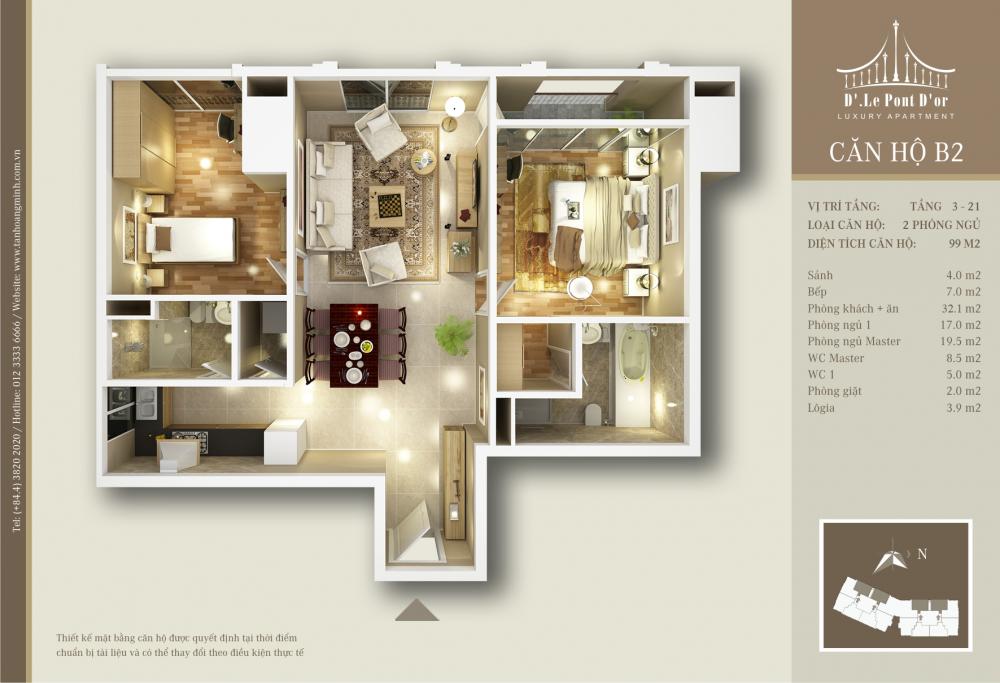 D'.Le Pont D'or
LUXURY APARTMENT
CĂN HỘ B2
VỊ TRÍ TẦNG: TẦNG 3 - 21
LOẠI CĂN HỘ: 2 PHÒNG NGỦ
DIỆN TÍCH CĂN HỘ: 99 M2
Sảnh 4.0 m2
Bếp 7.0 m2
Phòng khách + ăn 32.1 m2
Phòng ngủ 1 17.0 m2
Phòng ngủ Master 19.5 m2
WC Master 8.5 m2
WC 1 5.0 m2
Phòng giặt 2.0 m2
Lôgia 3.9 m2
N
Thiết kế mặt bằng căn hộ được quyết định tại thời điểm
chuẩn bị tài liệu và có thể thay đổi theo điều kiện thực tế
Tel: (+84.4) 3820 2020 / Hotline: 012 3333 6666 / Website: www.tanhoangminh.com.vn